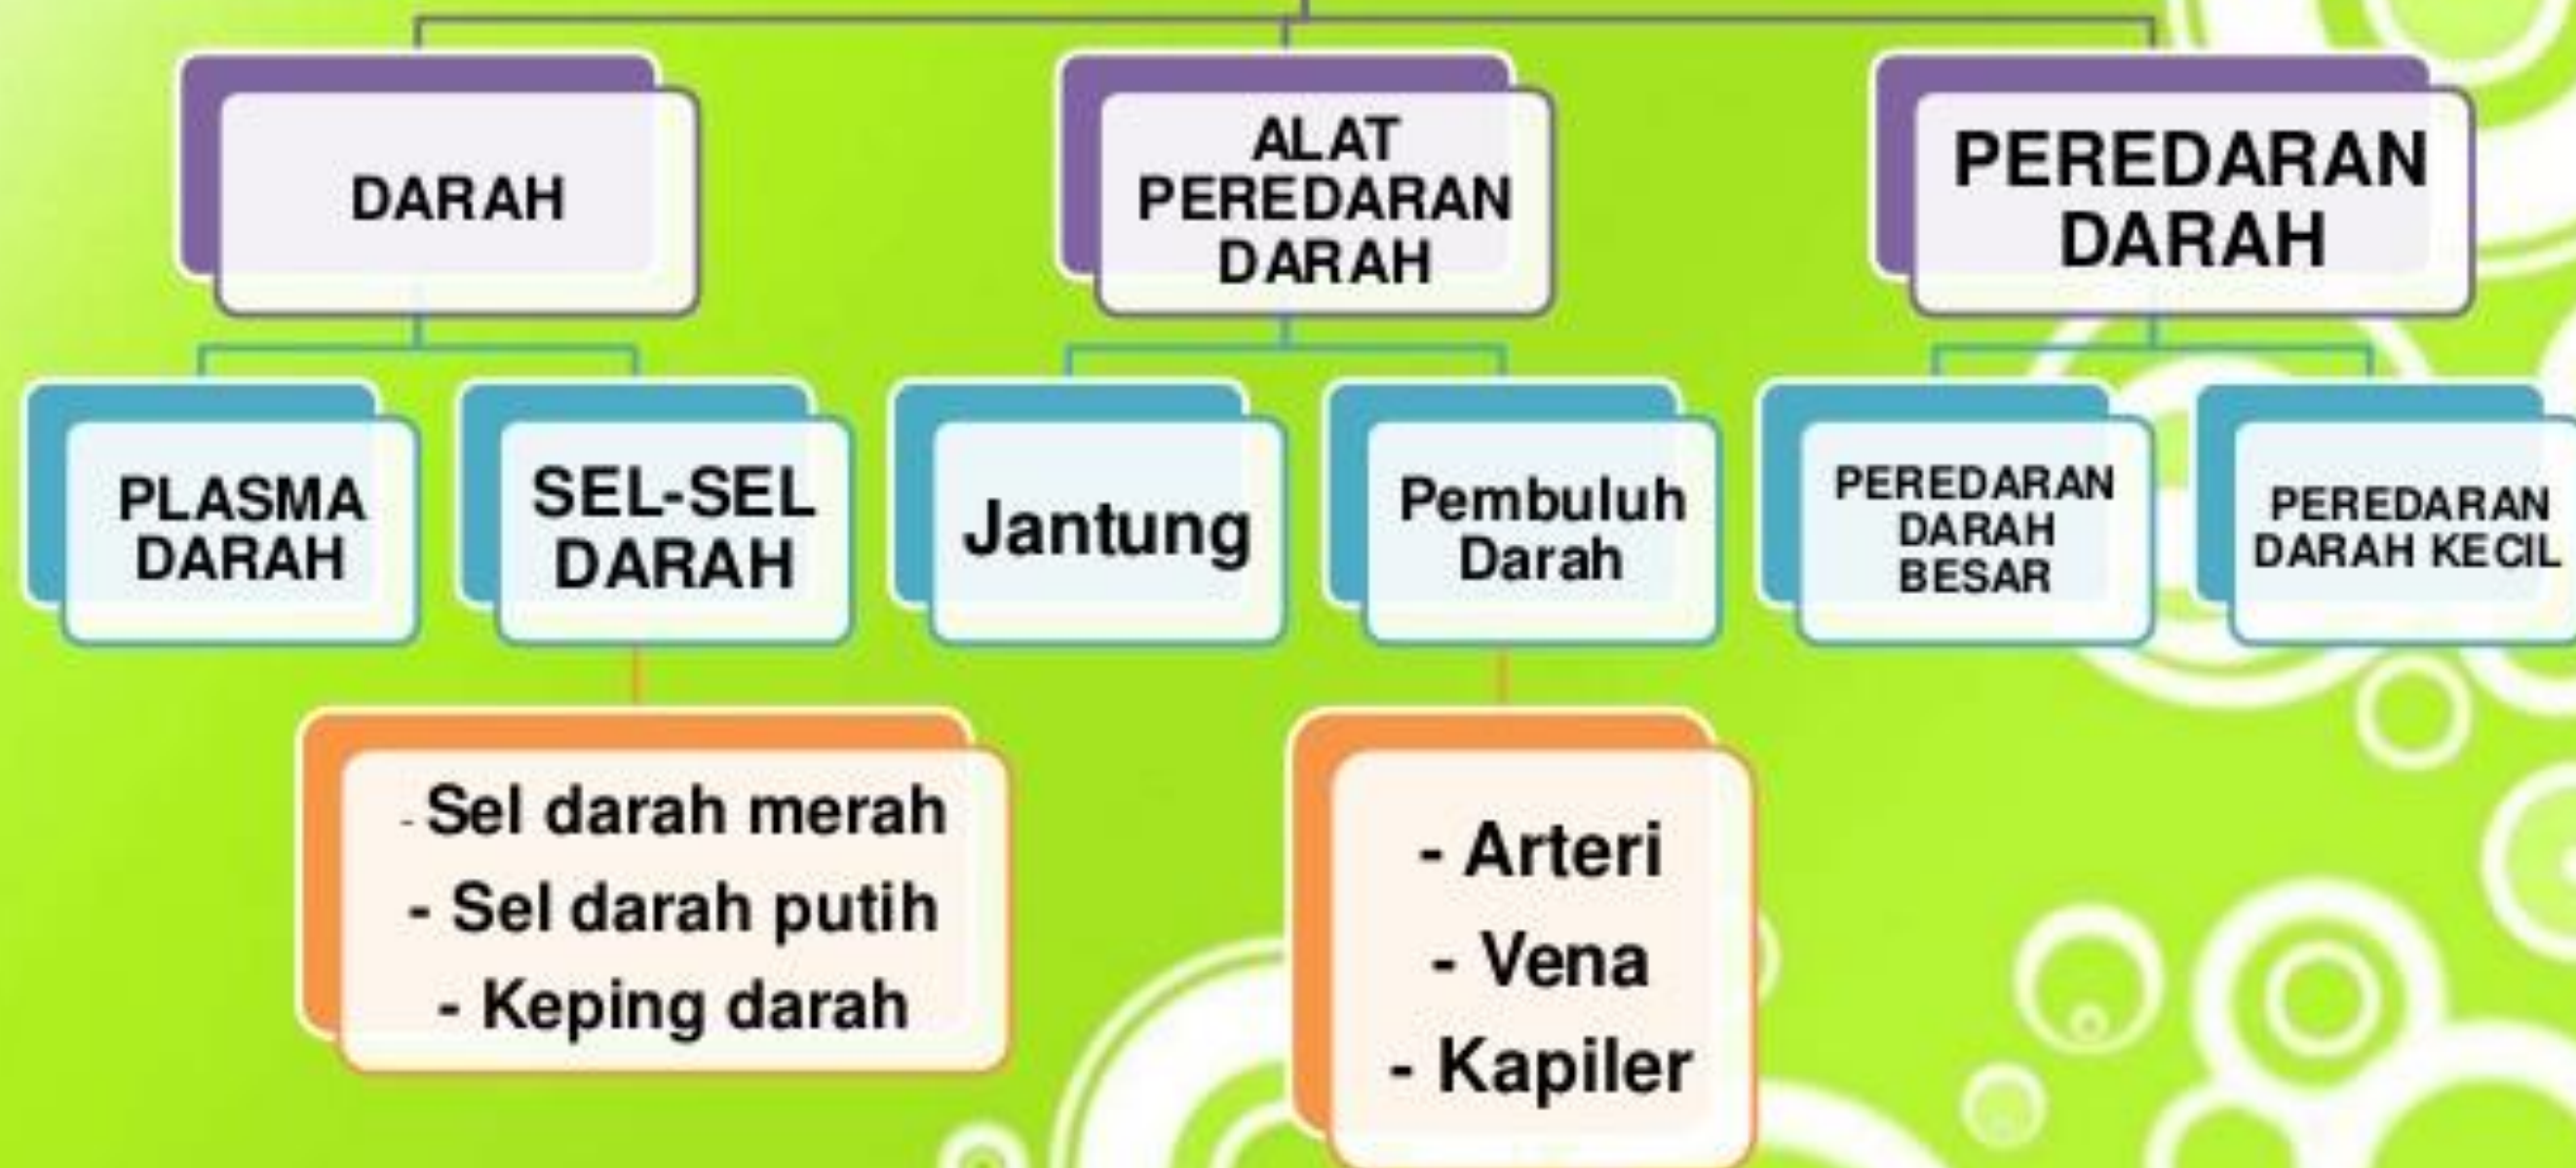 DARAH
ALAT
PEREDARAN
DARAH
PEREDARAN
DARAH
PLASMA
DARAH
SEL-SEL
DARAH
Jantung
Pembuluh
Darah
PEREDARAN
DARAH
BESAR
PEREDARAN
DARAH KECIL
- Sel darah merah
- Sel darah putih
- Keping darah
- Arteri
- Vena
- Kapiler